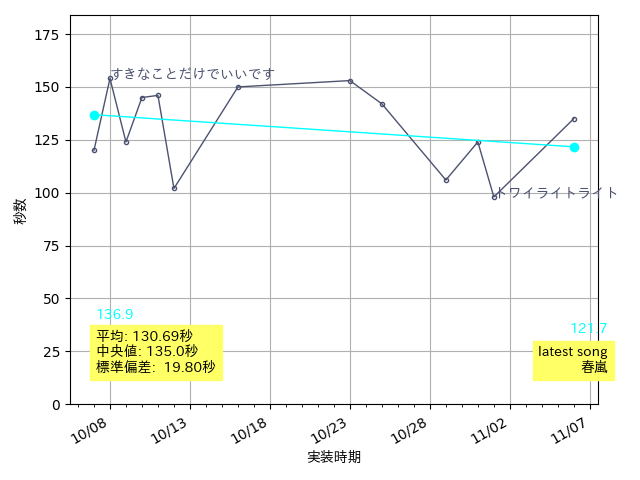 175
150
125
100
75
50
25
0
秒数
すきなことだけでいいです
トワイライトライト
136.9
121.7
平均: 130.69秒
中央値: 135.0秒
標準偏差: 19.80秒
latest song
春嵐
10/08
10/13
10/18
10/23
10/28
11/02
11/07
実装時期